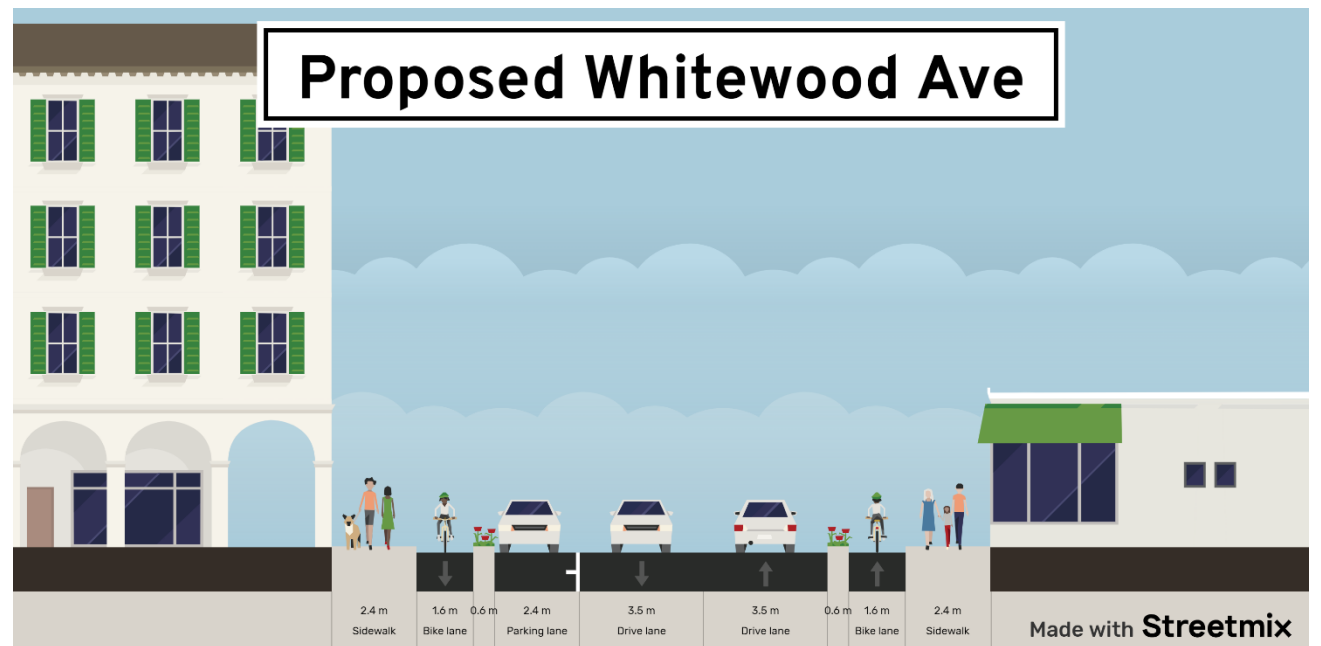 Proposed Whitewood Ave
2.4 m 1.6 m 0.6 m 2.4 m 3.5 m 3.5 m 0.6 m 1.6 m 2.4 m
Sidewalk Bike lane Parking lane Drive lane Drive lane Bike lane Sidewalk
Made with Streetmix